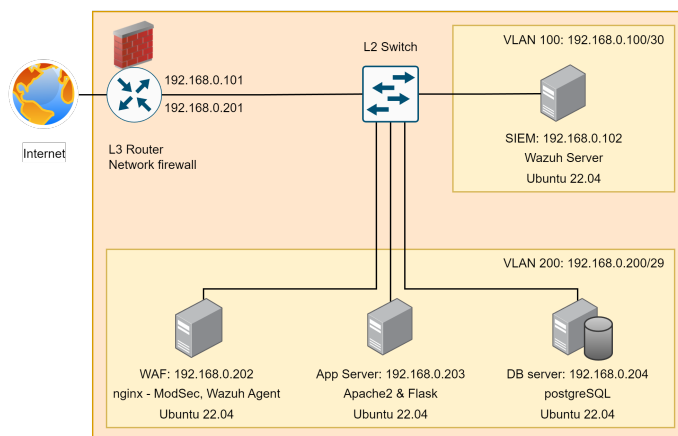 Internet
192.168.0.101
192.168.0.201
L3 Router
Network firewall
L2 Switch
VLAN 100: 192.168.0.100/30
SIEM: 192.168.0.102
Wazuh Server
Ubuntu 22.04
VLAN 200: 192.168.0.200/29
WAF: 192.168.0.202
nginx - ModSec, Wazuh Agent
Ubuntu 22.04
App Server: 192.168.0.203
Apache2 & Flask
Ubuntu 22.04
DB server: 192.168.0.204
postgreSQL
Ubuntu 22.04